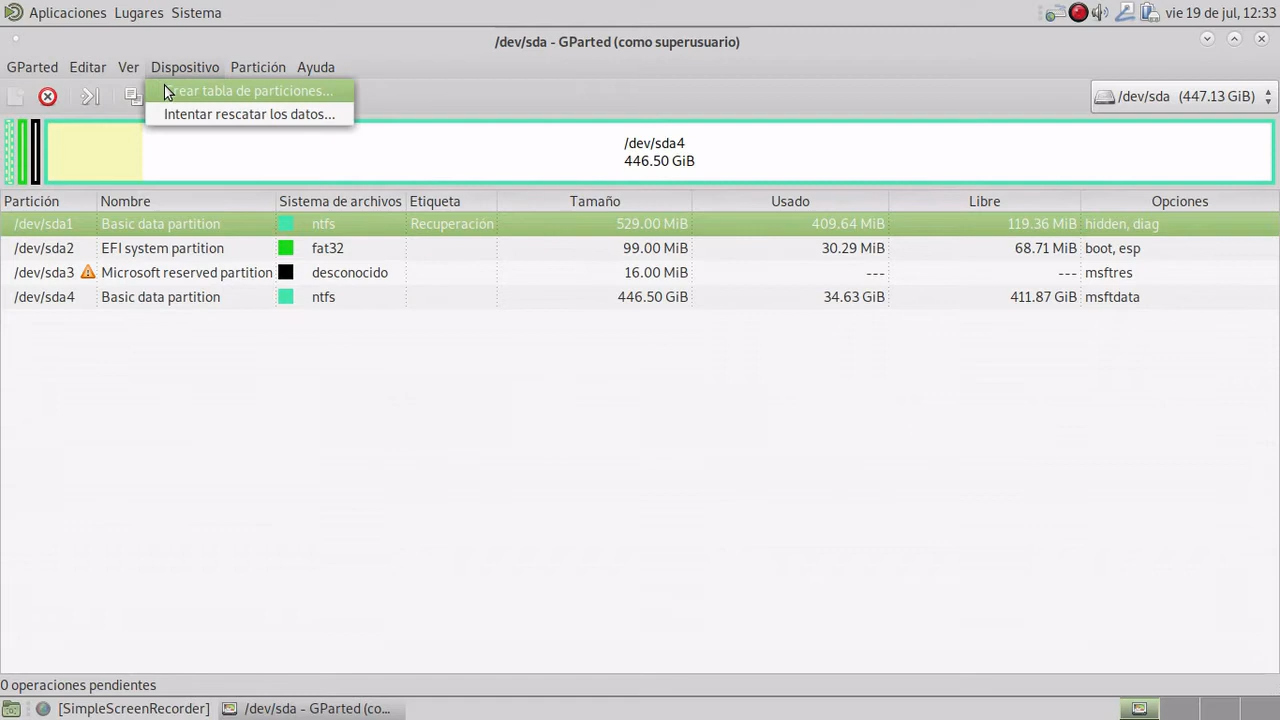 Aplicaciones Lugares Sistema vie 19 de jul, 12:33
/dev/sda - GParted (como superusuario)
GParted Editar Ver Dispositivo Partición Ayuda
Crear tabla de particiones...
/dev/sda (447.13 GiB)
Intentar rescatar los datos...
/dev/sda4
446.50 GiB
Partición Nombre Sistema de archivos Etiqueta Tamaño Usado Libre Opciones
/dev/sda1 Basic data partition ntfs Recuperación 529.00 MiB 409.64 MiB 119.36 MiB hidden, diag
/dev/sda2 EFI system partition fat32 99.00 MiB 30.29 MiB 68.71 MiB boot, esp
/dev/sda3 Microsoft reserved partition desconocido 16.00 MiB --- --- msftres
/dev/sda4 Basic data partition ntfs 446.50 GiB 34.63 GiB 411.87 GiB msftdata
0 operaciones pendientes
[SimpleScreenRecorder] /dev/sda - GParted (co...